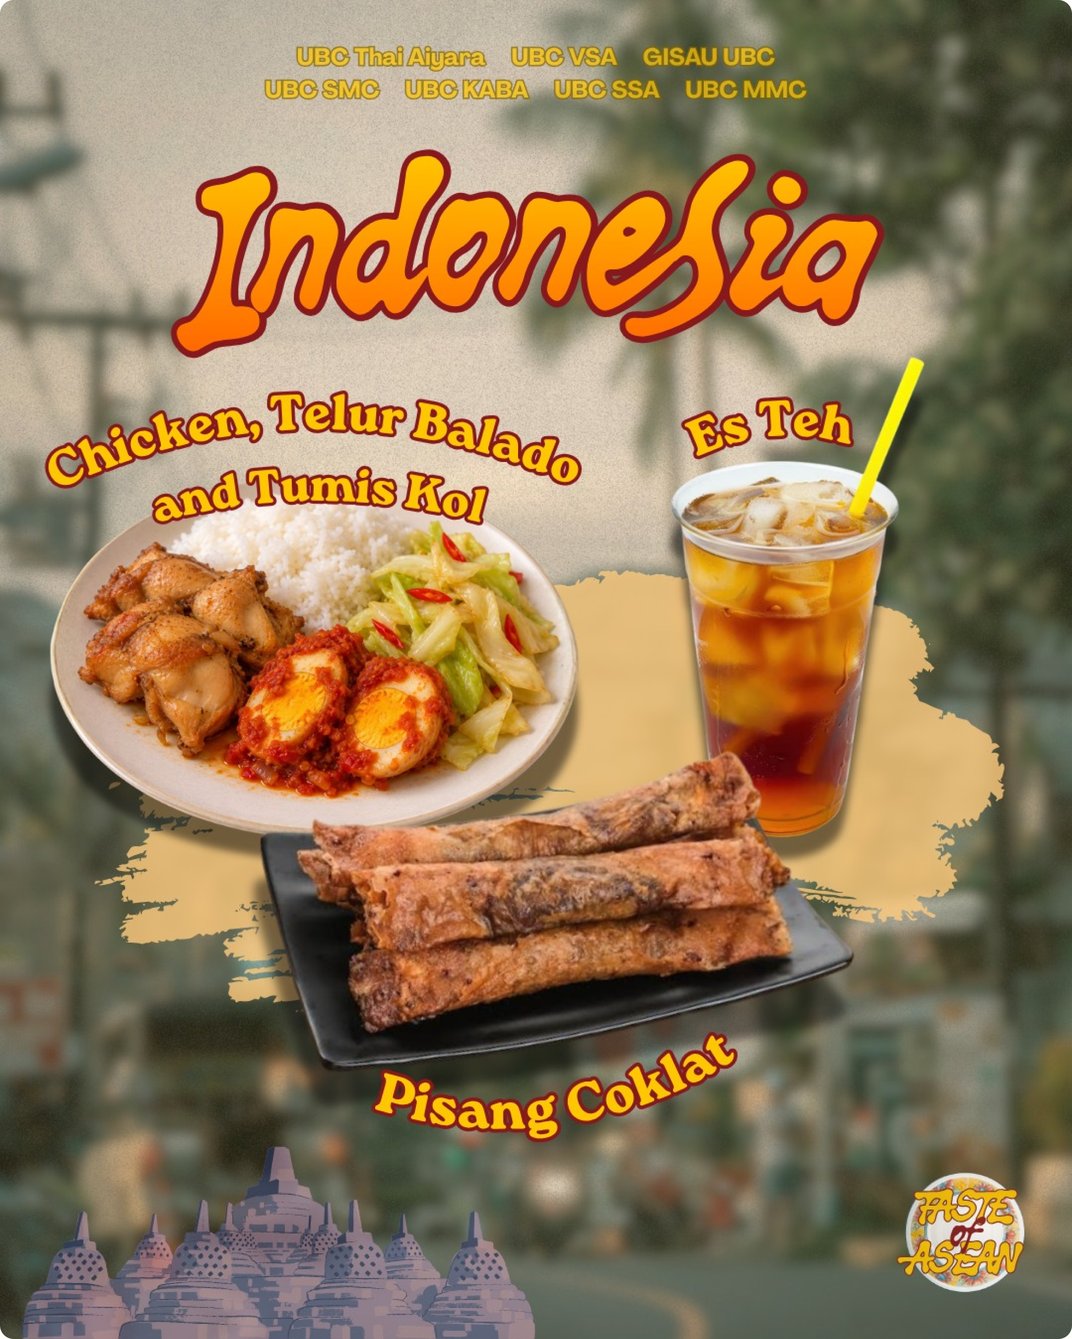 UBC Thai Aiyara UBC VSA GISAU UBC
UBC SMC UBC KABA UBC SSA UBC MMC
Indonesia
Chicken, Telur Balado
and Tumis Kol
Es Teh
Pisang Coklat
TASTE
of
ASEAN